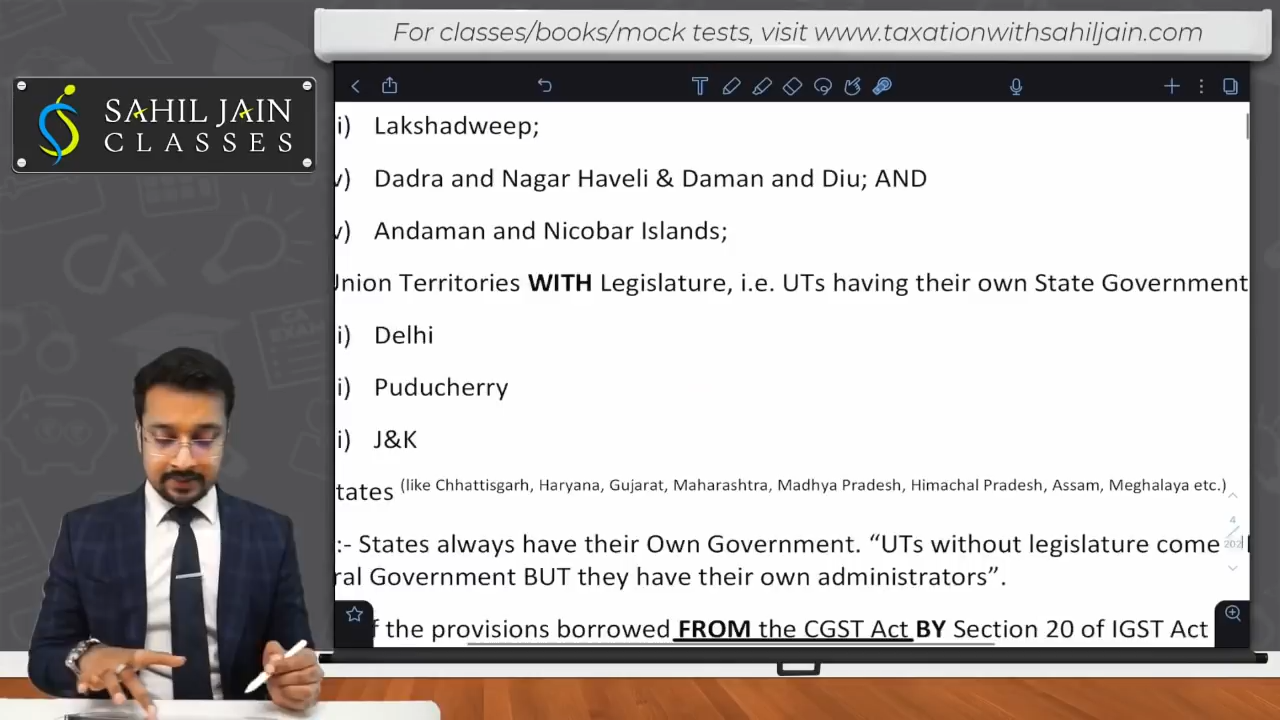 For classes/books/mock tests, visit www.taxationwithsahiljain.com
SAHIL JAIN
CLASSES
i) Lakshadweep;
v) Dadra and Nagar Haveli & Daman and Diu; AND
v) Andaman and Nicobar Islands;
Union Territories WITH Legislature, i.e. UTs having their own State Government
i) Delhi
i) Puducherry
i) J&K
tates (like Chhattisgarh, Haryana, Gujarat, Maharashtra, Madhya Pradesh, Himachal Pradesh, Assam, Meghalaya etc.)
4
202
:- States always have their Own Government. “UTs without legislature come
ral Government BUT they have their own administrators”.
f the provisions borrowed FROM the CGST Act BY Section 20 of IGST Act